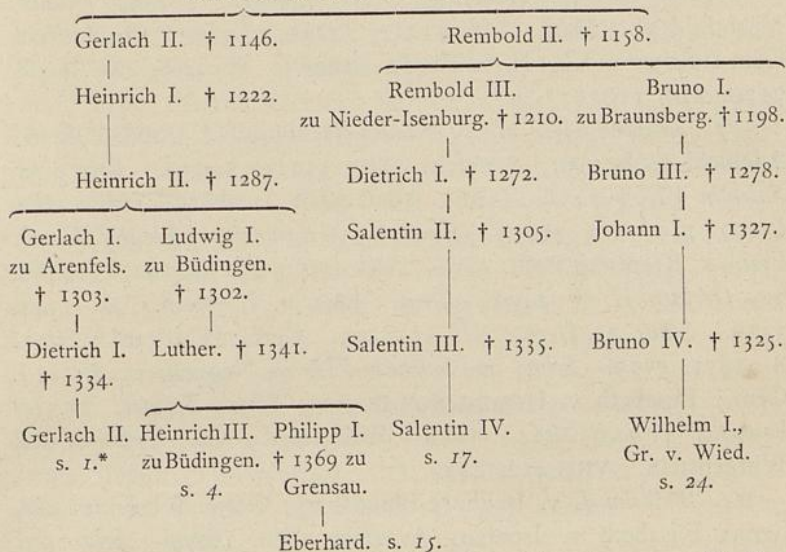 Gerlach II. † 1146. Rembold II. † 1158.
Heinrich I. † 1222. Rembold III. Bruno I.
zu Nieder-Isenburg. † 1210. zu Braunsberg. † 1198.
Heinrich II. † 1287. Dietrich I. † 1272. Bruno III. † 1278.
Gerlach I. Ludwig I. Salentin II. † 1305. Johann I. † 1327.
zu Arenfels. zu Büdingen.
† 1303. † 1302.
Dietrich I. Luther. † 1341. Salentin III. † 1335. Bruno IV. † 1325.
† 1334.
Gerlach II. Heinrich III. Philipp I. Salentin IV. Wilhelm I.,
s. 1.* zu Büdingen. † 1369 zu s. 17. Gr. v. Wied.
s. 4. Grensau. s. 24.
Eberhard. s. 15.